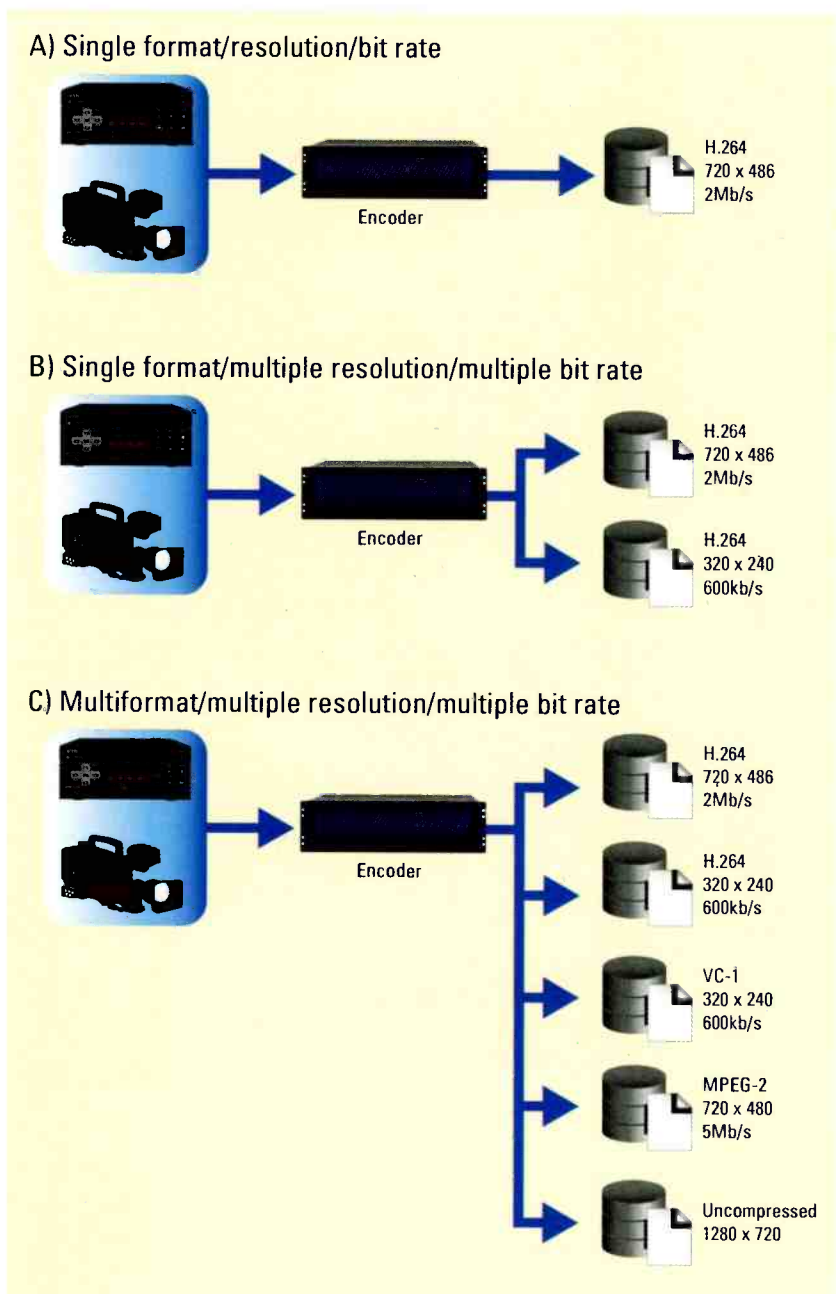 A) Single format/resolution/bit rate
Encoder
H.264
720 x 486
2Mb/s
B) Single format/multiple resolution/multiple bit rate
Encoder
H.264
720 x 486
2Mb/s
H.264
320 x 240
600kb/s
C) Multiformat/multiple resolution/multiple bit rate
Encoder
H.264
720 x 486
2Mb/s
H.264
320 x 240
600kb/s
VC-1
320 x 240
600kb/s
MPEG-2
720 x 480
5Mb/s
Uncompressed
1280 x 720